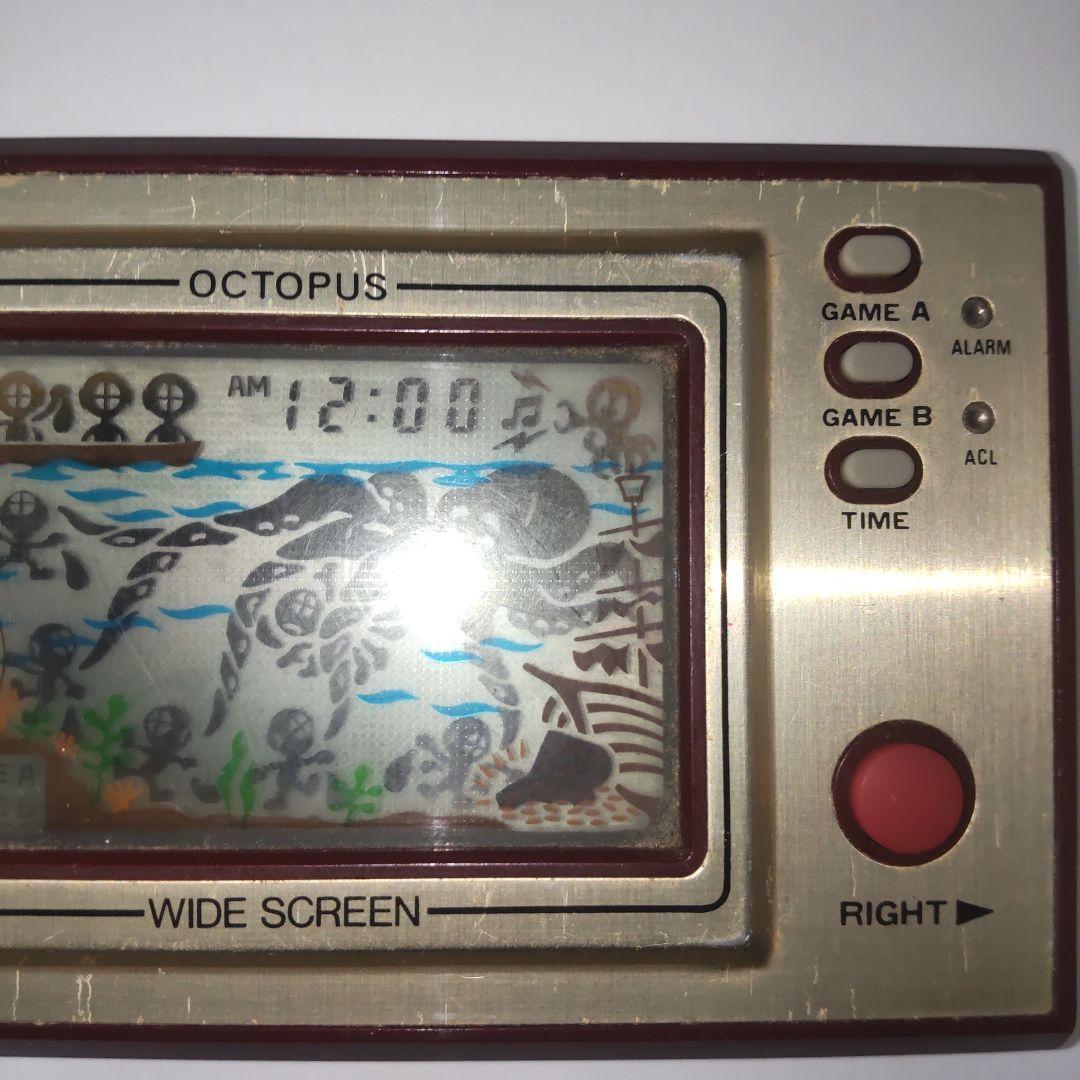 OCTOPUS
AM 12:00
GAME A
ALARM
GAME B
ACL
TIME
E A
WIDE SCREEN
RIGHT